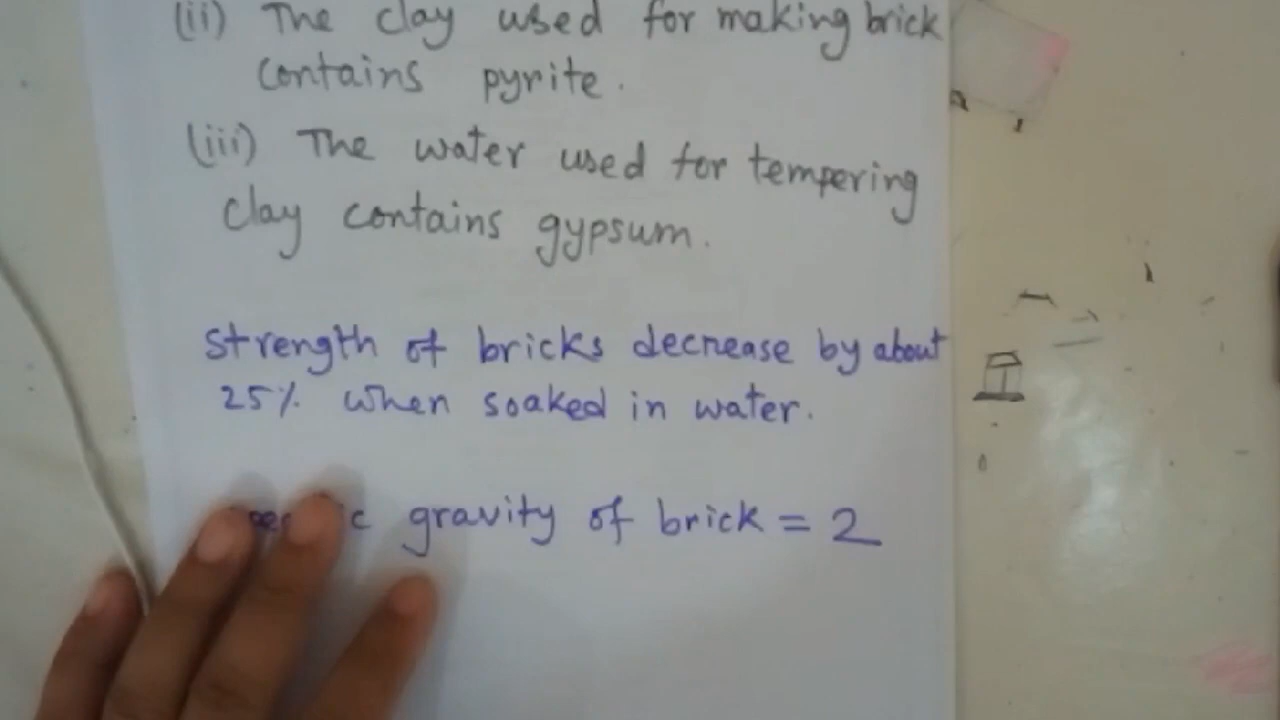 (ii) The clay used for making brick
contains pyrite.
(iii) The water used for tempering
clay contains gypsum.
strength of bricks decrease by about
25% when soaked in water.
gravity of brick = 2